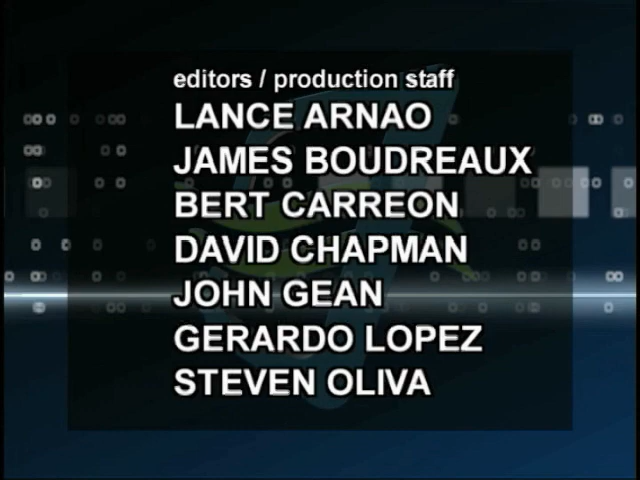 editors / production staff
LANCE ARNAO
JAMES BOUDREAUX
BERT CARREON
DAVID CHAPMAN
JOHN GEAN
GERARDO LOPEZ
STEVEN OLIVA